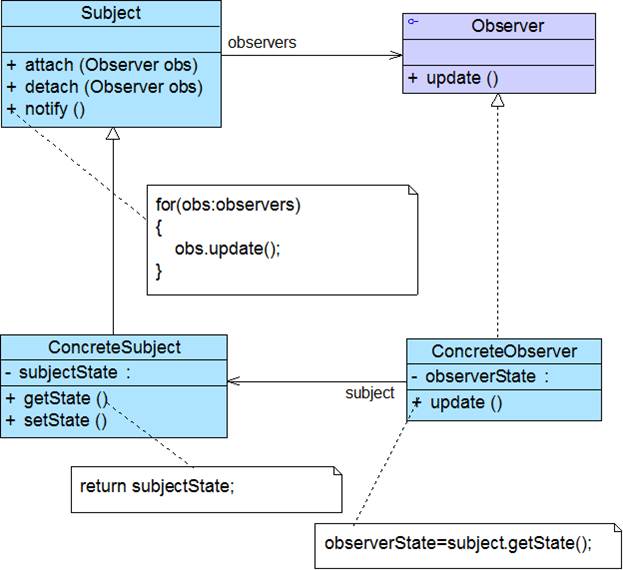 Subject
+ attach (Observer obs)
+ detach (Observer obs)
+ notify ()
observers
Observer
+ update ()
for(obs:observers)
{
obs.update();
}
ConcreteSubject
- subjectState :
+ getState ()
+ setState ()
subject
ConcreteObserver
- observerState :
+ update ()
return subjectState;
observerState=subject.getState();